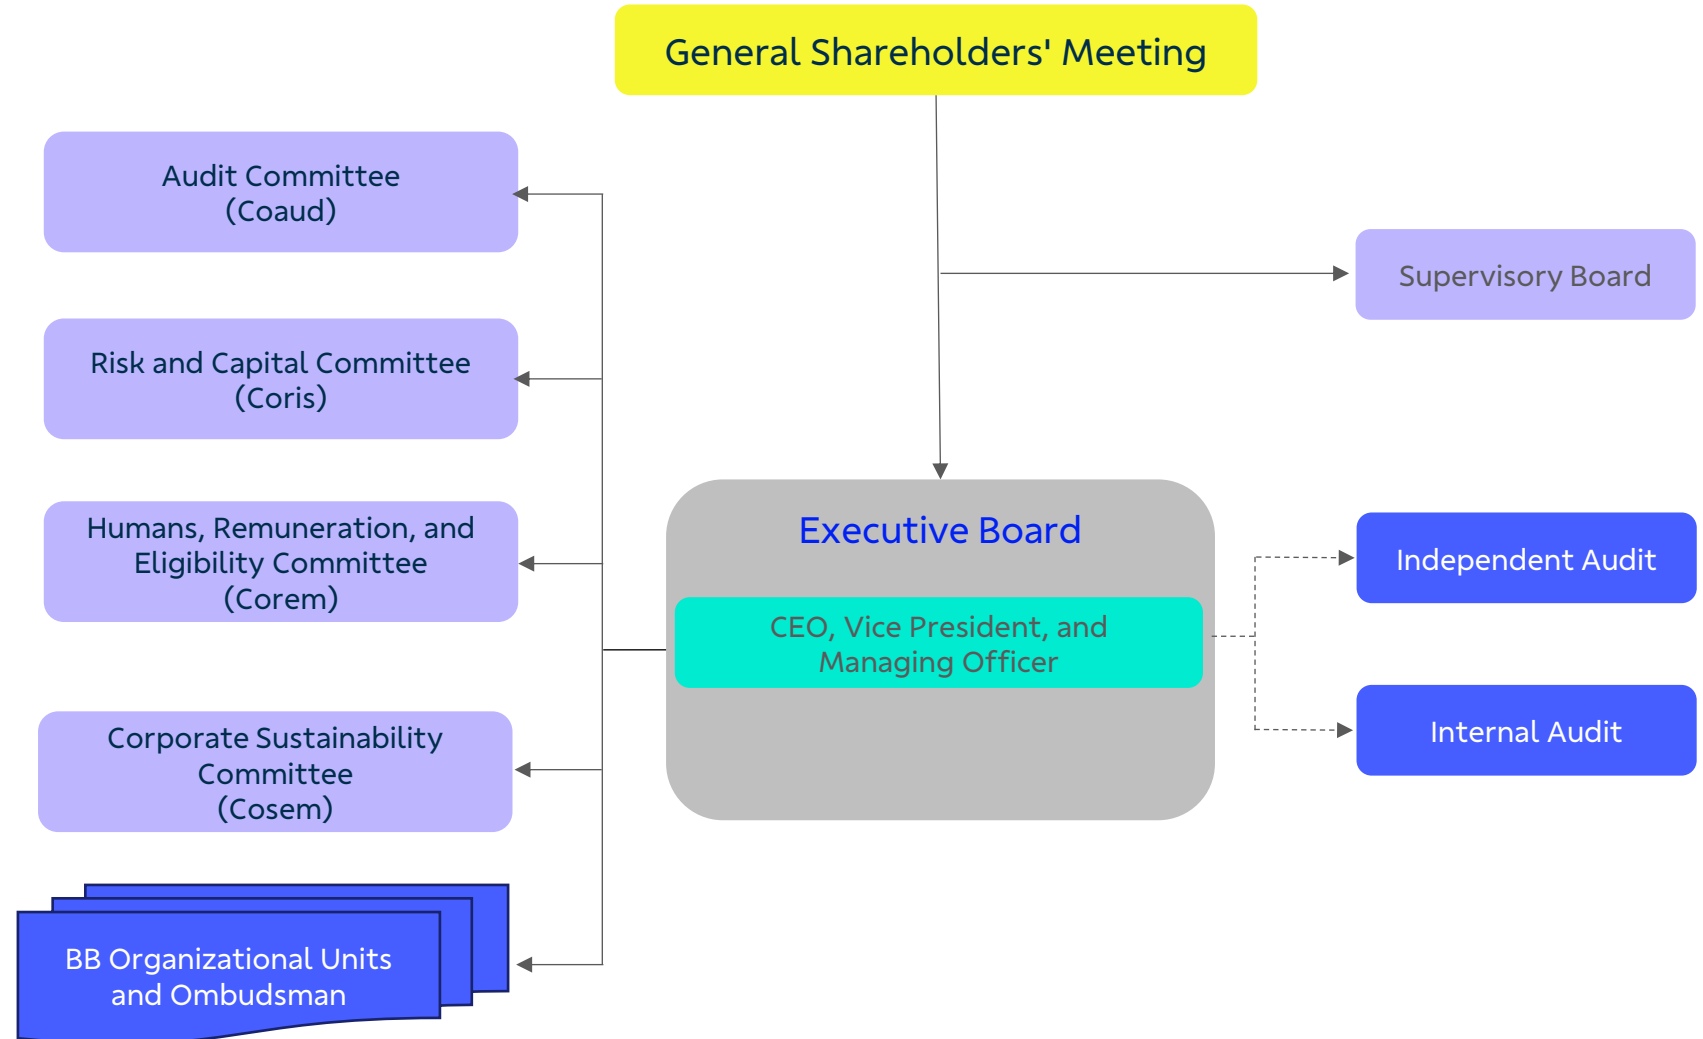 General Shareholders' Meeting
Audit Committee
(Coaud)
Supervisory Board
Risk and Capital Committee
(Coris)
Humans, Remuneration, and
Eligibility Committee
(Corem)
Executive Board
CEO, Vice President, and
Managing Officer
Independent Audit
Internal Audit
Corporate Sustainability
Committee
(Cosem)
BB Organizational Units
and Ombudsman